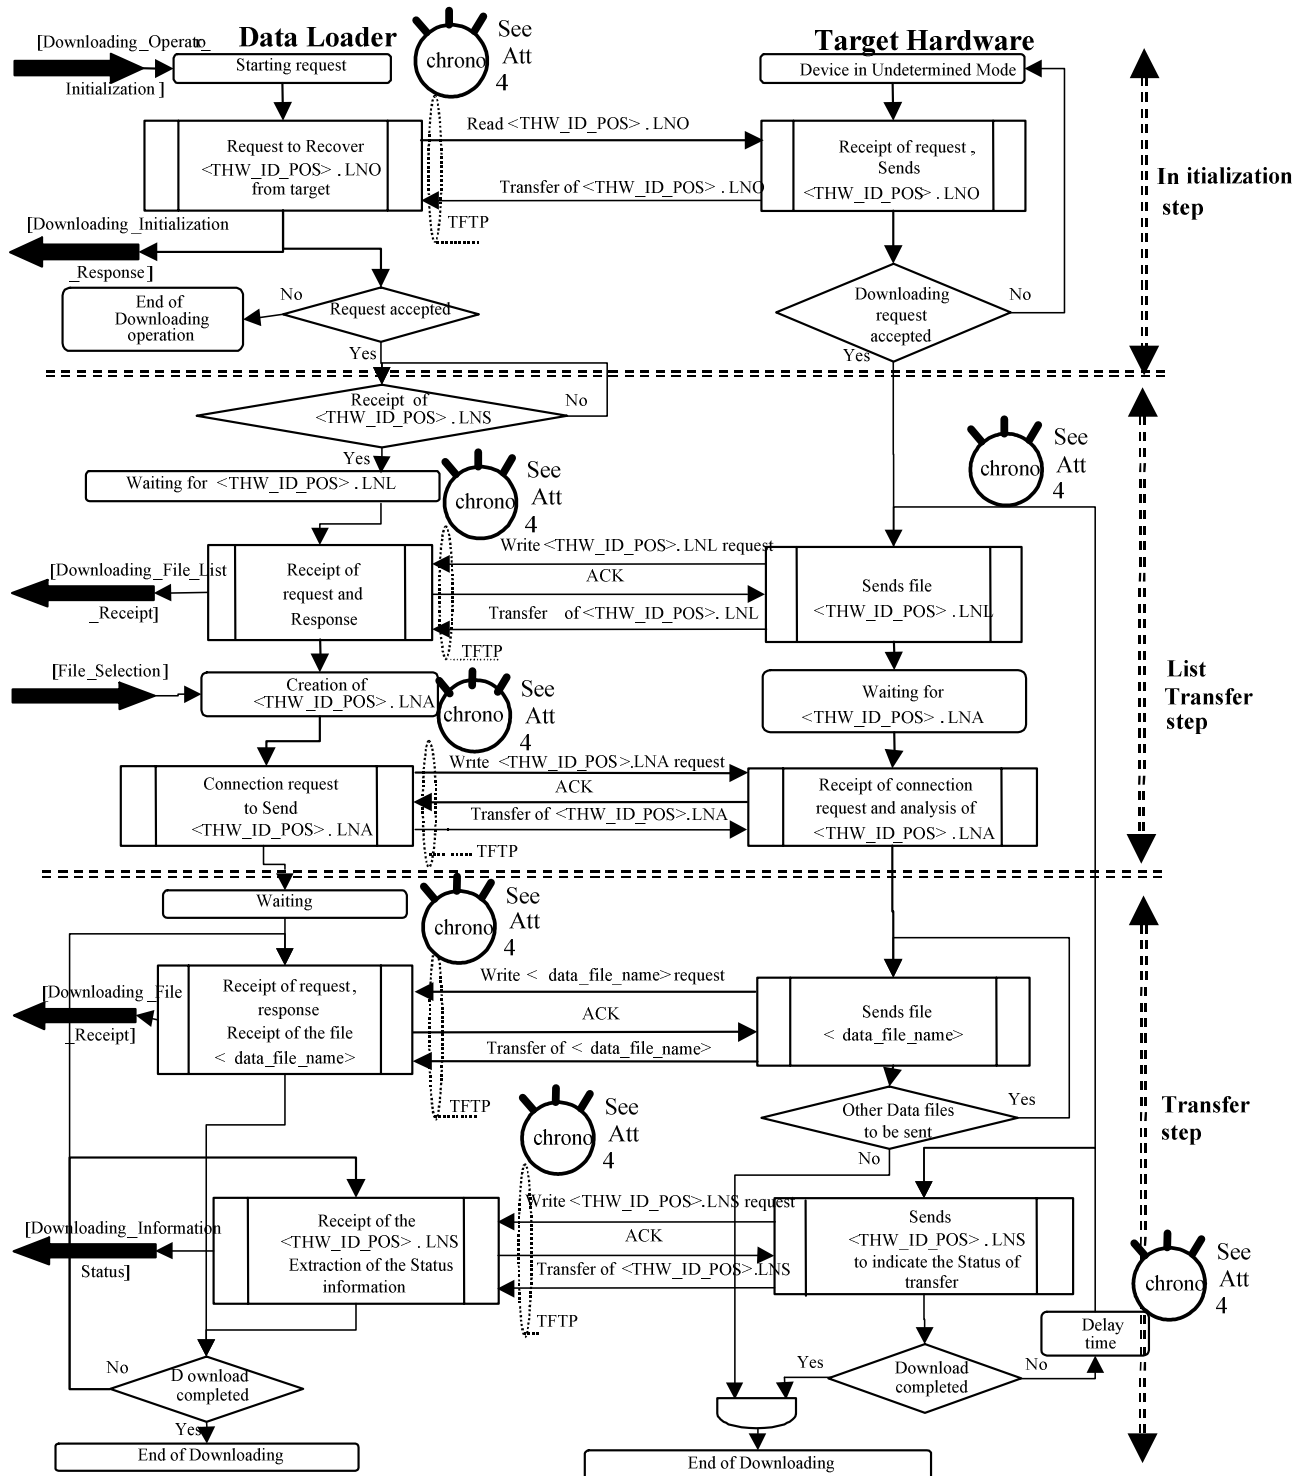 [Downloading_Operato_r
Initialization]
Data Loader
Starting request
chrono
See
Att
4
Target Hardware
Device in Undetermined Mode
Request to Recover
<THW_ID_POS>.LNO
from target
Read <THW_ID_POS>.LNO
Transfer of <THW_ID_POS>.LNO
TFTP
Receipt of request,
Sends
<THW_ID_POS>.LNO
In itialization
step
[Downloading_Initialization
_Response]
End of
Downloading
operation
No
Request accepted
Yes
Downloading
request
accepted
No
Yes
Receipt of
<THW_ID_POS>.LNS
No
Yes
Waiting for <THW_ID_POS>.LNL
chrono
See
Att
4
chrono
See
Att
4
[Downloading_File_List
_Receipt]
Receipt of
request and
Response
Write <THW_ID_POS>.LNL request
ACK
Transfer of <THW_ID_POS>.LNL
TFTP
Sends file
<THW_ID_POS>.LNL
[File_Selection]
Creation of
<THW_ID_POS>.LNA
chrono
See
Att
4
Waiting for
<THW_ID_POS>.LNA
List
Transfer
step
Connection request
to Send
<THW_ID_POS>.LNA
Write <THW_ID_POS>.LNA request
ACK
Transfer of <THW_ID_POS>.LNA
TFTP
Receipt of connection
request and analysis of
<THW_ID_POS>.LNA
Waiting
chrono
See
Att
4
[Downloading_File
_Receipt]
Receipt of request,
response
Receipt of the file
< data_file_name>
Write < data_file_name> request
ACK
Transfer of < data_file_name>
TFTP
Sends file
< data_file_name>
Other Data files
to be sent
Yes
No
Transfer
step
chrono
See
Att
4
[Downloading_Information
Status]
Receipt of the
<THW_ID_POS>.LNS
Extraction of the Status
information
Write <THW_ID_POS>.LNS request
ACK
Transfer of <THW_ID_POS>.LNS
TFTP
Sends
<THW_ID_POS>.LNS
to indicate the Status of
transfer
chrono
See
Att
4
Delay
time
No
D ownload
completed
Yes
End of Downloading
Yes
Download
completed
No
End of Downloading